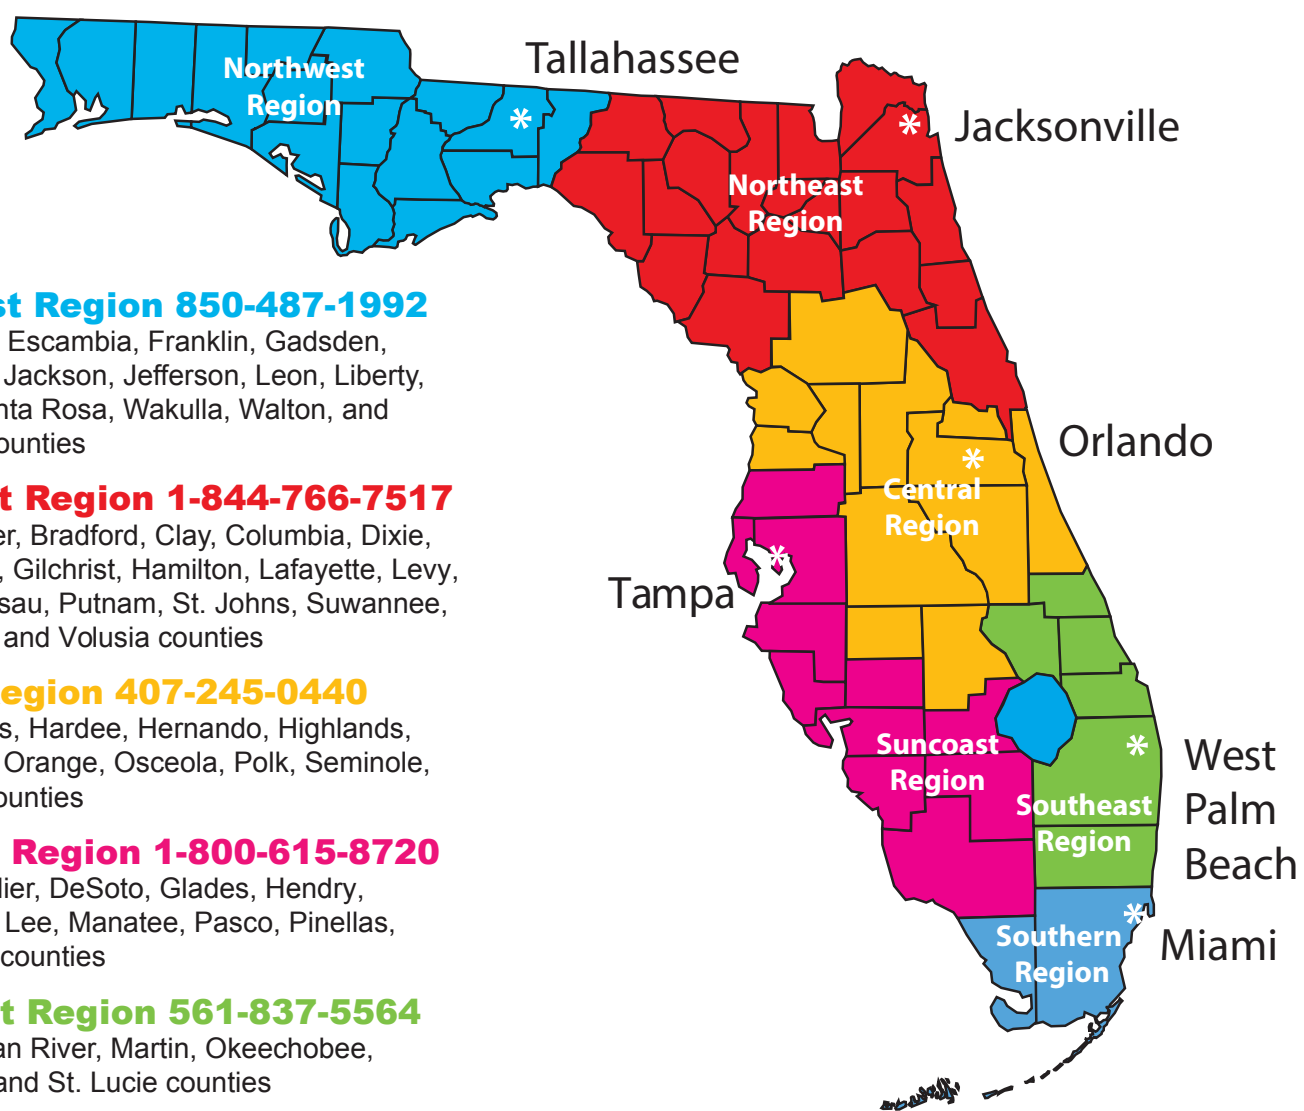 Tallahassee
Northwest
Region
*
*
Jacksonville
Northeast
Region
st Region 850-487-1992
Escambia, Franklin, Gadsden,
Jackson, Jefferson, Leon, Liberty,
nta Rosa, Wakulla, Walton, and
ounties
Orlando
*
Central
Region
t Region 1-844-766-7517
er, Bradford, Clay, Columbia, Dixie,
, Gilchrist, Hamilton, Lafayette, Levy,
sau, Putnam, St. Johns, Suwannee,
and Volusia counties
*
Tampa
egion 407-245-0440
s, Hardee, Hernando, Highlands,
Orange, Osceola, Polk, Seminole,
ounties
Suncoast
Region
*
West
Palm
Beach
Southeast
Region
Region 1-800-615-8720
lier, DeSoto, Glades, Hendry,
Lee, Manatee, Pasco, Pinellas,
counties
*
Miami
Southern
Region
t Region 561-837-5564
an River, Martin, Okeechobee,
and St. Lucie counties